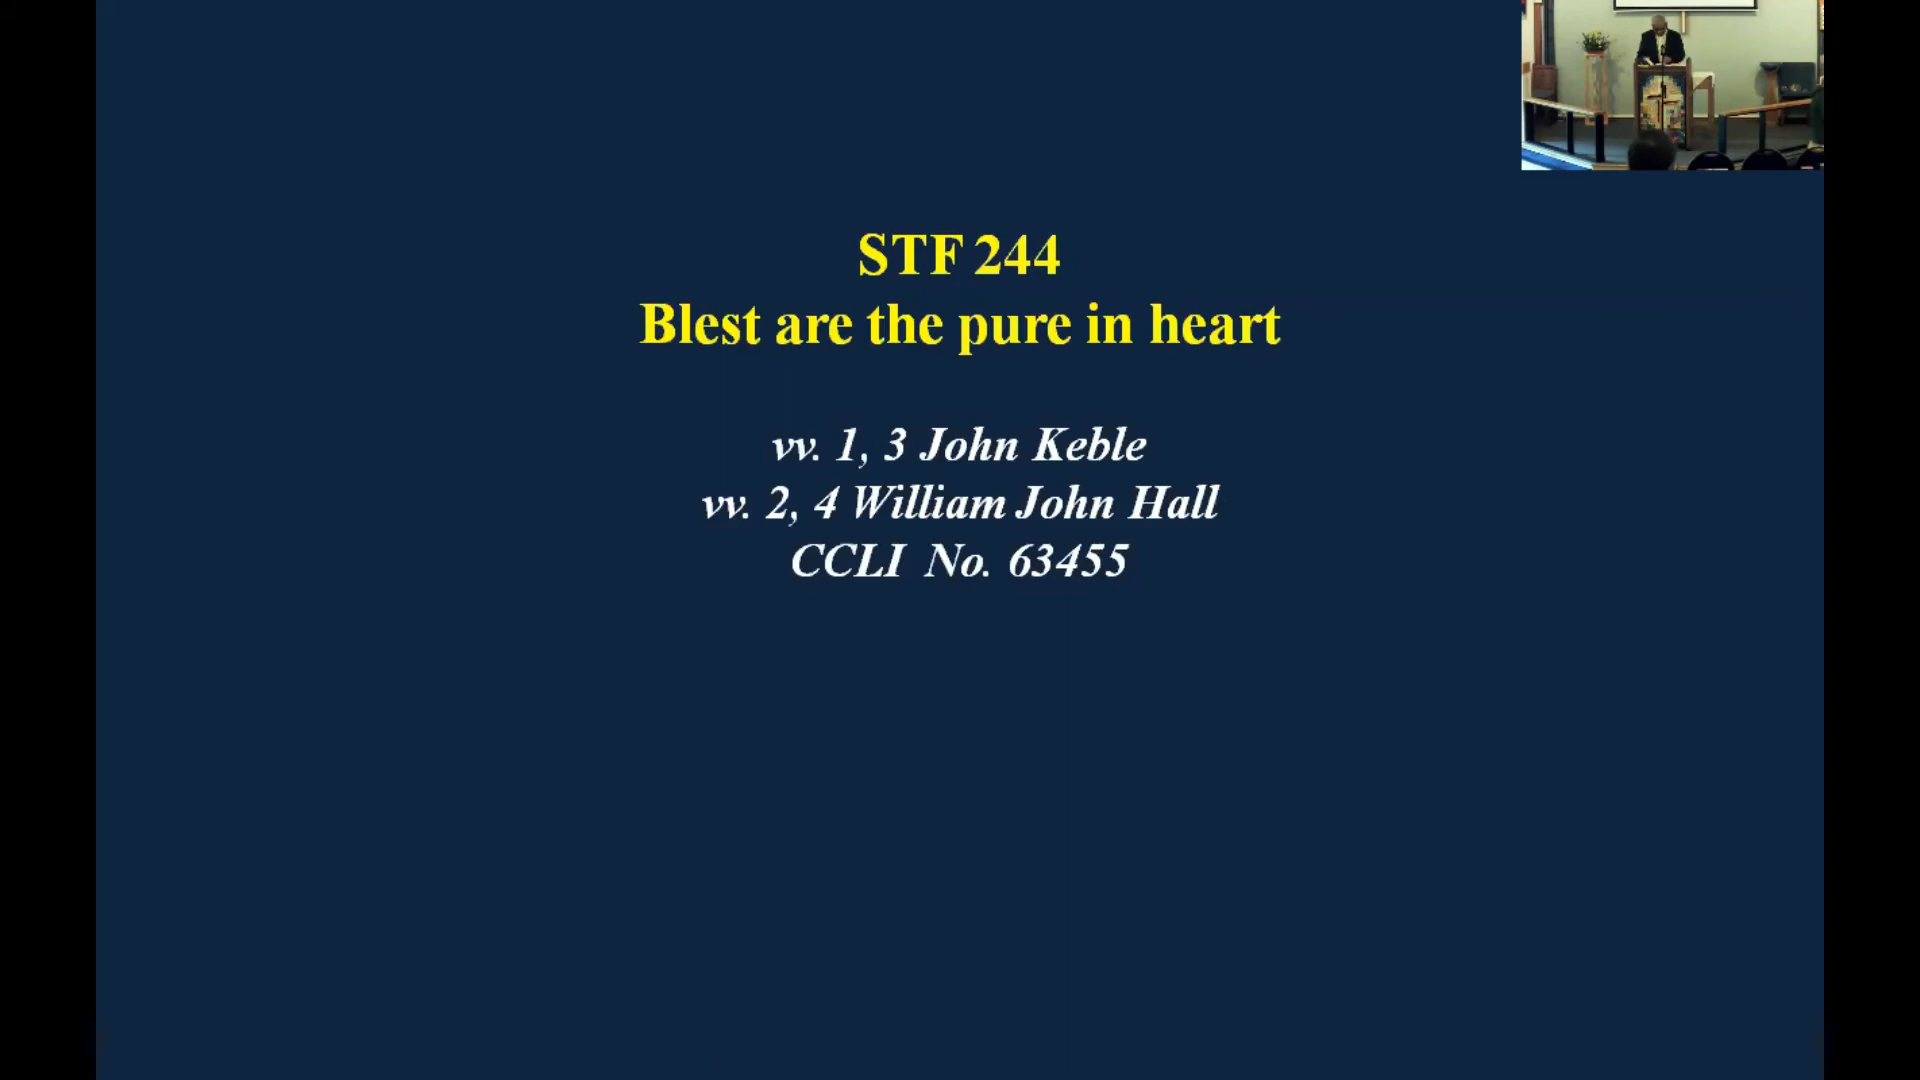 STF 244
Blest are the pure in heart
vv. 1, 3 John Keble
vv. 2, 4 William John Hall
CCLI No. 63455